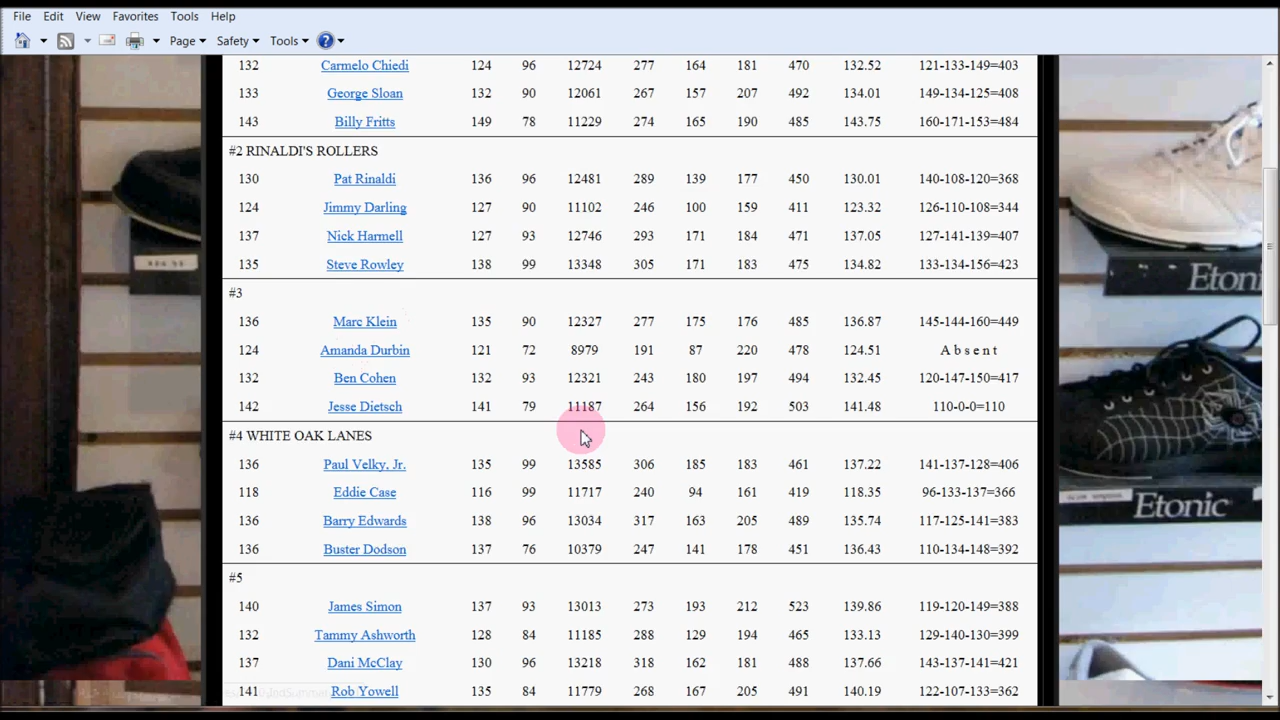 File Edit View Favorites Tools Help
Page Safety Tools
132 Carmelo Chiedi 124 96 12724 277 164 181 470 132.52 121-133-149=403
133 George Sloan 132 90 12061 267 157 207 492 134.01 149-134-125=408
143 Billy Fritts 149 78 11229 274 165 190 485 143.75 160-171-153=484
#2 RINALDI'S ROLLERS
130 Pat Rinaldi 136 96 12481 289 139 177 450 130.01 140-108-120=368
124 Jimmy Darling 127 90 11102 246 100 159 411 123.32 126-110-108=344
137 Nick Harmell 127 93 12746 293 171 184 471 137.05 127-141-139=407
135 Steve Rowley 138 99 13348 305 171 183 475 134.82 133-134-156=423
#3
136 Marc Klein 135 90 12327 277 175 176 485 136.87 145-144-160=449
124 Amanda Durbin 121 72 8979 191 87 220 478 124.51 A b s e n t
132 Ben Cohen 132 93 12321 243 180 197 494 132.45 120-147-150=417
142 Jesse Dietsch 141 79 11187 264 156 192 503 141.48 110-0-0=110
#4 WHITE OAK LANES
136 Paul Velky, Jr. 135 99 13585 306 185 183 461 137.22 141-137-128=406
118 Eddie Case 116 99 11717 240 94 161 419 118.35 96-133-137=366
136 Barry Edwards 138 96 13034 317 163 205 489 135.74 117-125-141=383
136 Buster Dodson 137 76 10379 247 141 178 451 136.43 110-134-148=392
#5
140 James Simon 137 93 13013 273 193 212 523 139.86 119-120-149=388
132 Tammy Ashworth 128 84 11185 288 129 194 465 133.13 129-140-130=399
137 Dani McClay 130 96 13218 318 162 181 488 137.66 143-137-141=421
141 Rob Yowell 135 84 11779 268 167 205 491 140.19 122-107-133=362
Etonic
Etonic